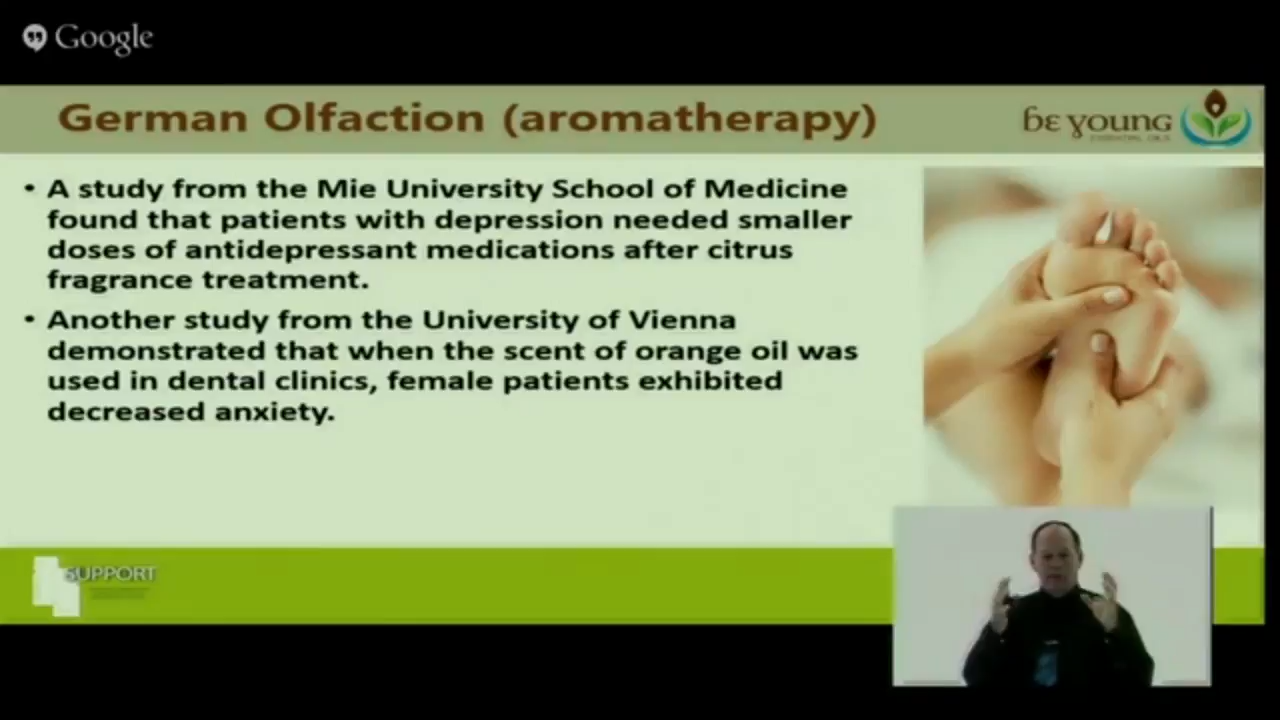 Google
German Olfaction (aromatherapy)
be young
ESSENTIAL OILS
• A study from the Mie University School of Medicine
found that patients with depression needed smaller
doses of antidepressant medications after citrus
fragrance treatment.
• Another study from the University of Vienna
demonstrated that when the scent of orange oil was
used in dental clinics, female patients exhibited
decreased anxiety.
SUPPORT